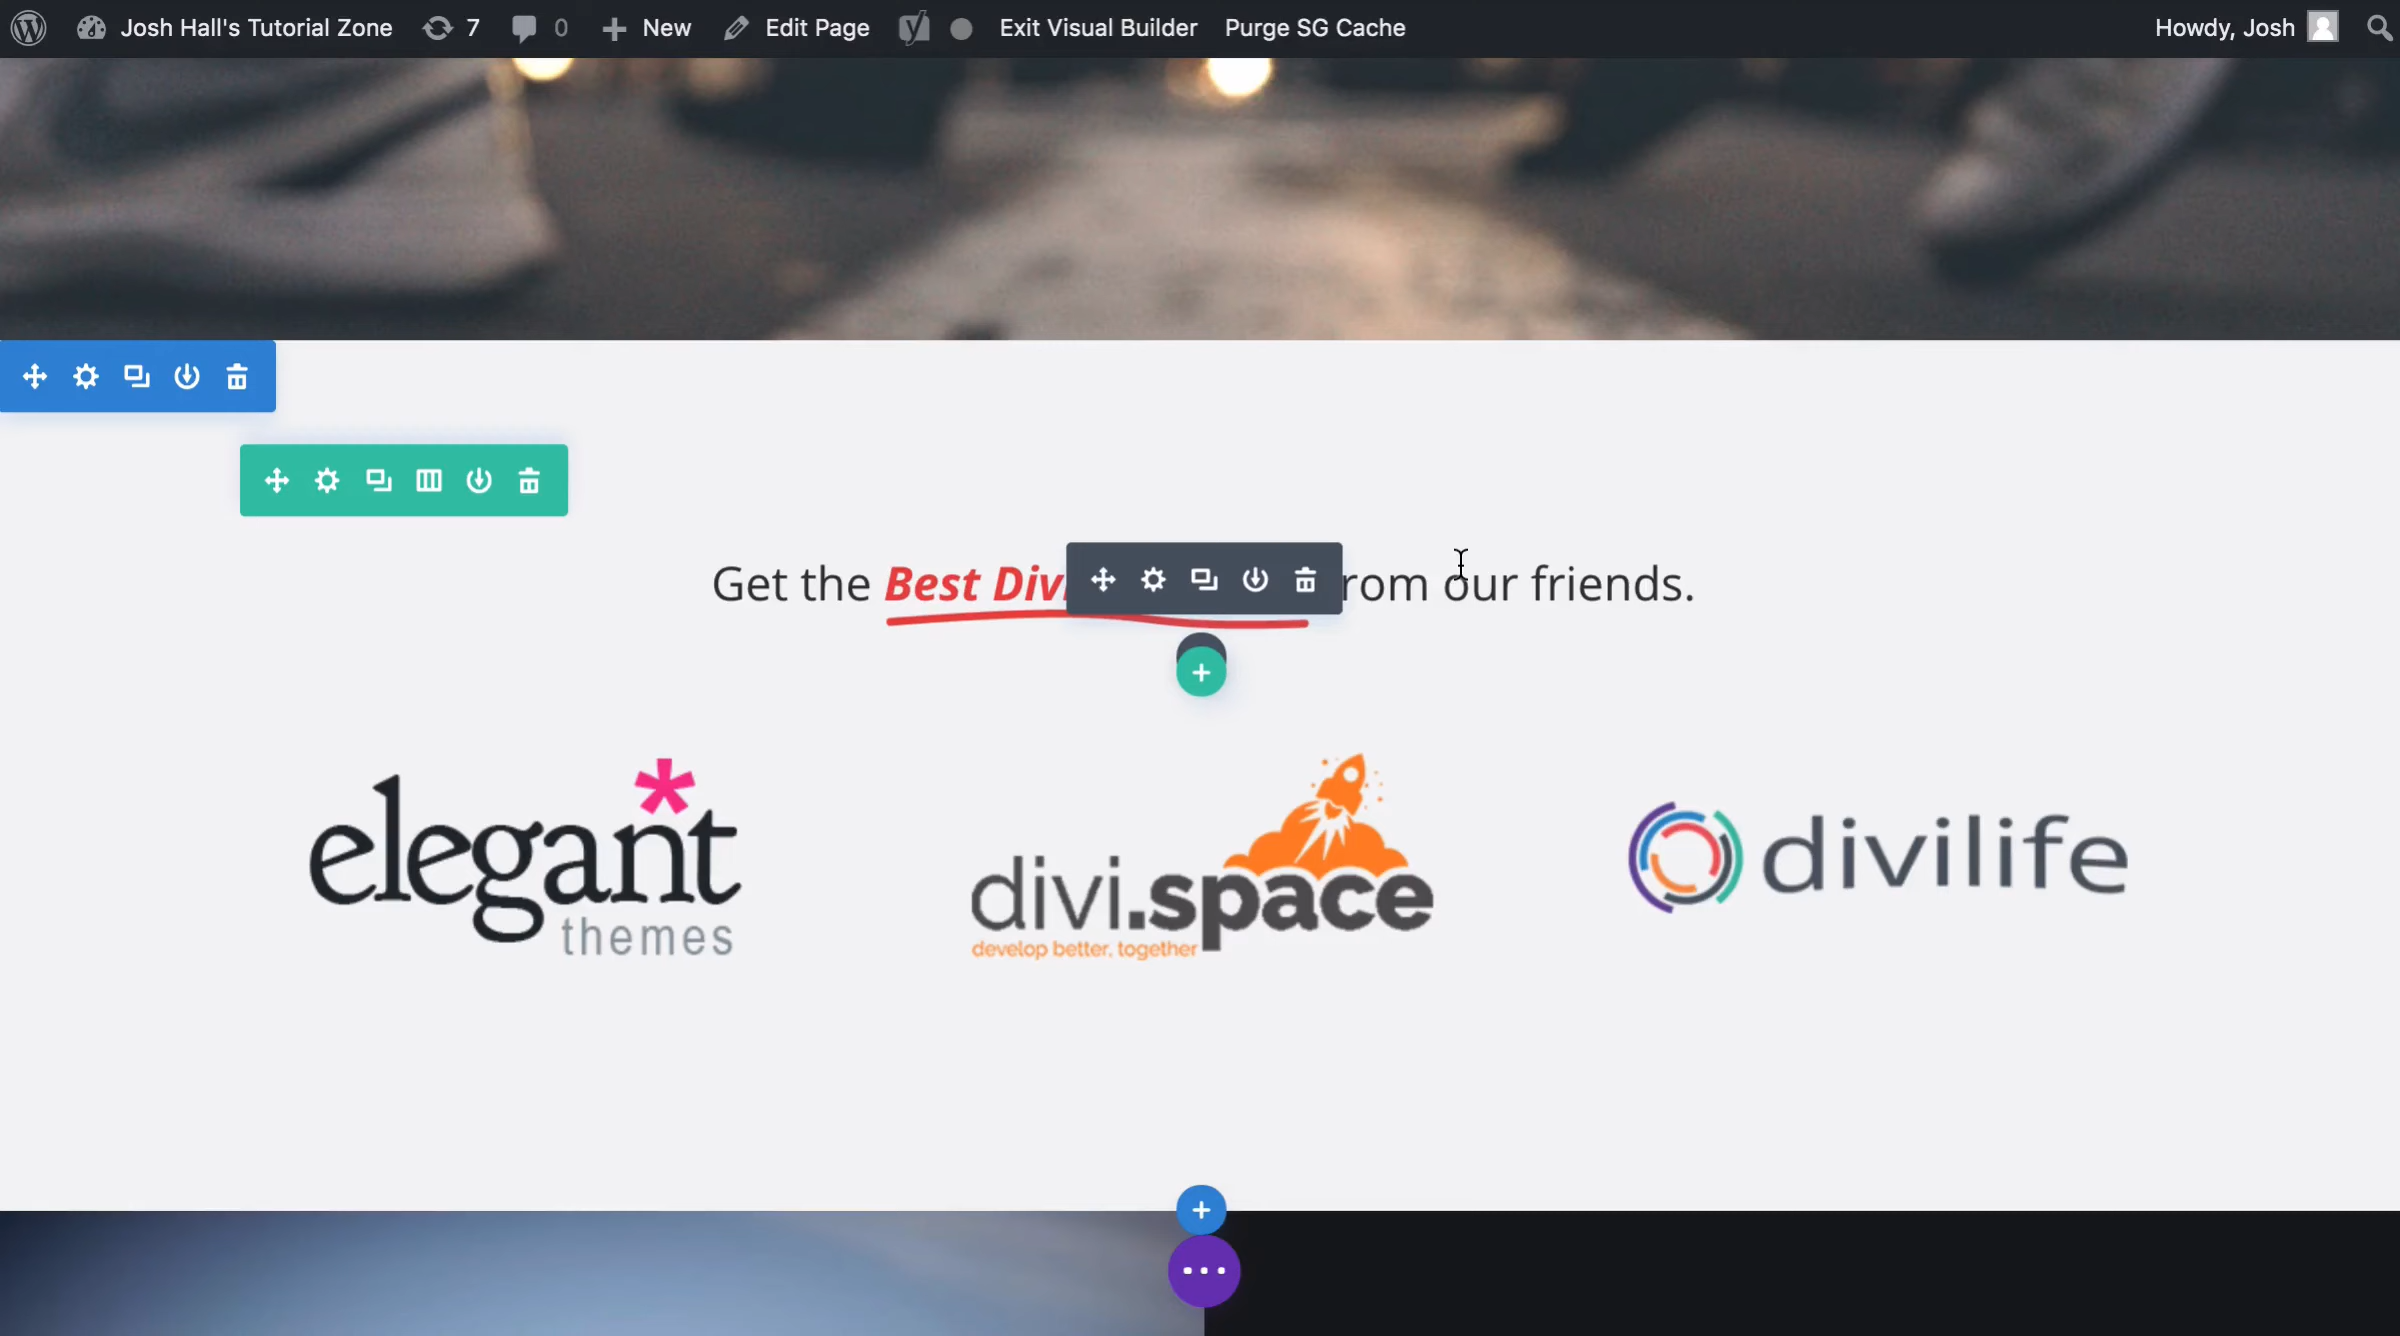 Josh Hall's Tutorial Zone 7 0 New Edit Page Exit Visual Builder Purge SG Cache Howdy, Josh
Get the Best Div rom our friends.
elegant
themes
divi.space
develop better, together
divilife